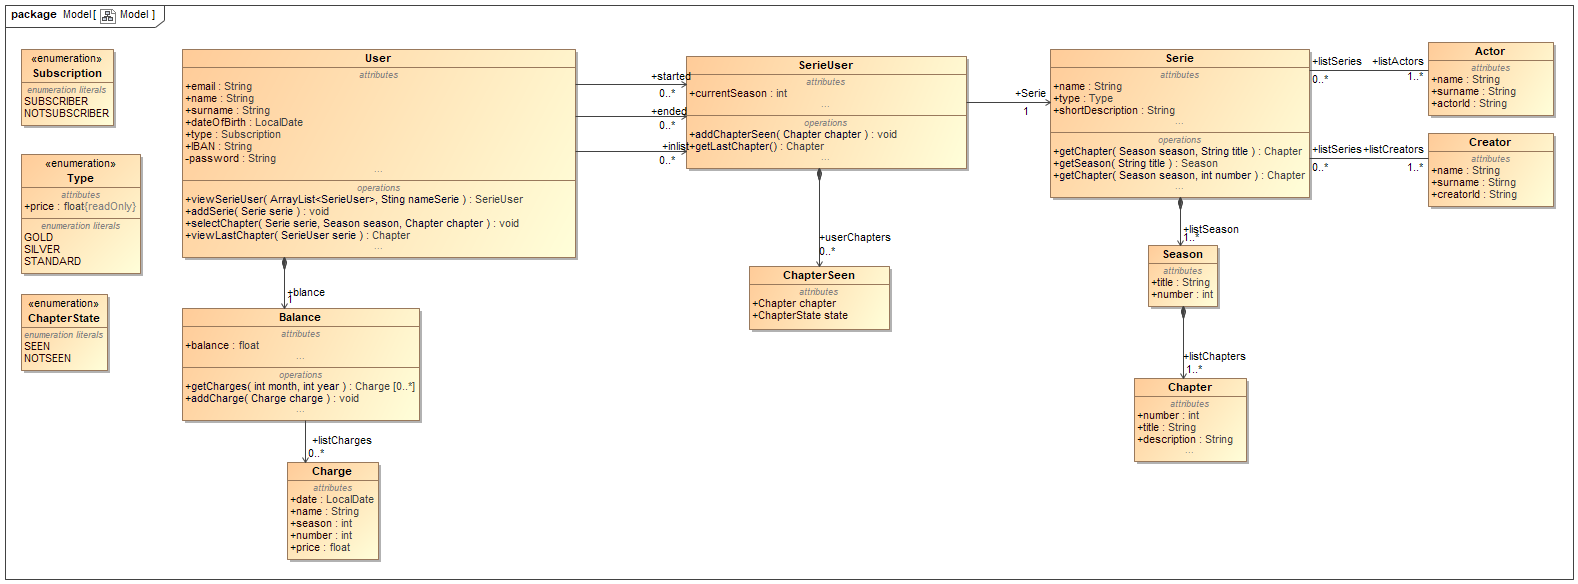 package Model[ Model ]
«enumeration»
Subscription
enumeration literals
SUBSCRIBER
NOTSUBSCRIBER
«enumeration»
Type
attributes
+price : float{readOnly}
enumeration literals
GOLD
SILVER
STANDARD
«enumeration»
ChapterState
enumeration literals
SEEN
NOTSEEN
User
attributes
+email : String
+name : String
+surname : String
+dateOfBirth : LocalDate
+type : Subscription
+IBAN : String
-password : String
...
operations
+viewSerieUser( ArrayList<SerieUser>, Sting nameSerie ) : SerieUser
+addSerie( Serie serie ) : void
+selectChapter( Serie serie, Season season, Chapter chapter ) : void
+viewLastChapter( SerieUser serie ) : Chapter
...
+blance
1
Balance
attributes
+balance : float
...
operations
+getCharges( int month, int year ) : Charge [0..*]
+addCharge( Charge charge ) : void
...
+listCharges
0..*
Charge
attributes
+date : LocalDate
+name : String
+season : int
+number : int
+price : float
+started
0..*
+ended
0..*
+inlist
0..*
SerieUser
attributes
+currentSeason : int
...
operations
+addChapterSeen( Chapter chapter ) : void
+getLastChapter() : Chapter
...
+userChapters
0..*
ChapterSeen
attributes
+Chapter chapter
+ChapterState state
+Serie
1
Serie
attributes
+name : String
+type : Type
+shortDescription : String
...
operations
+getChapter( Season season, String title ) : Chapter
+getSeason( String title ) : Season
+getChapter( Season season, int number ) : Chapter
...
+listSeason
1..*
Season
attributes
+title : String
+number : int
+listChapters
1..*
Chapter
attributes
+number : int
+title : String
+description : String
...
+listSeries +listActors
0..* 1..*
Actor
attributes
+name : String
+surname : String
+actorId : String
+listSeries +listCreators
0..* 1..*
Creator
attributes
+name : String
+surname : Stirng
+creatorId : String